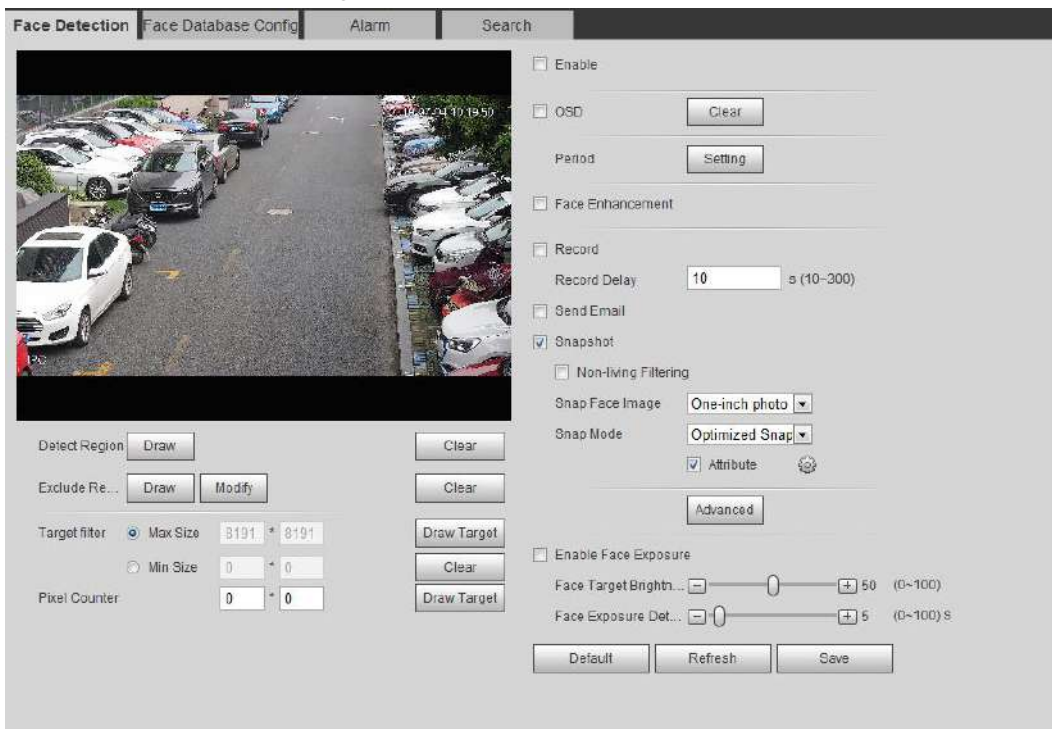 Face Detection Face Database Config Alarm Search
Enable
OSD Clear
Period Setting
Face Enhancement
Record
Record Delay 10 s (10~300)
Send Email
Snapshot
Non-living Filtering
Snap Face Image One-inch photo
Snap Mode Optimized Snap
Attribute
Advanced
Enable Face Exposure
Face Target Brightn... 50 (0~100)
Face Exposure Det... 5 (0~100) S
Default Refresh Save
Detect Region Draw Clear
Exclude Re... Draw Modify Clear
Target filter Max Size 8191 * 8191 Draw Target
Min Size 0 * 0 Clear
Pixel Counter 0 * 0 Draw Target